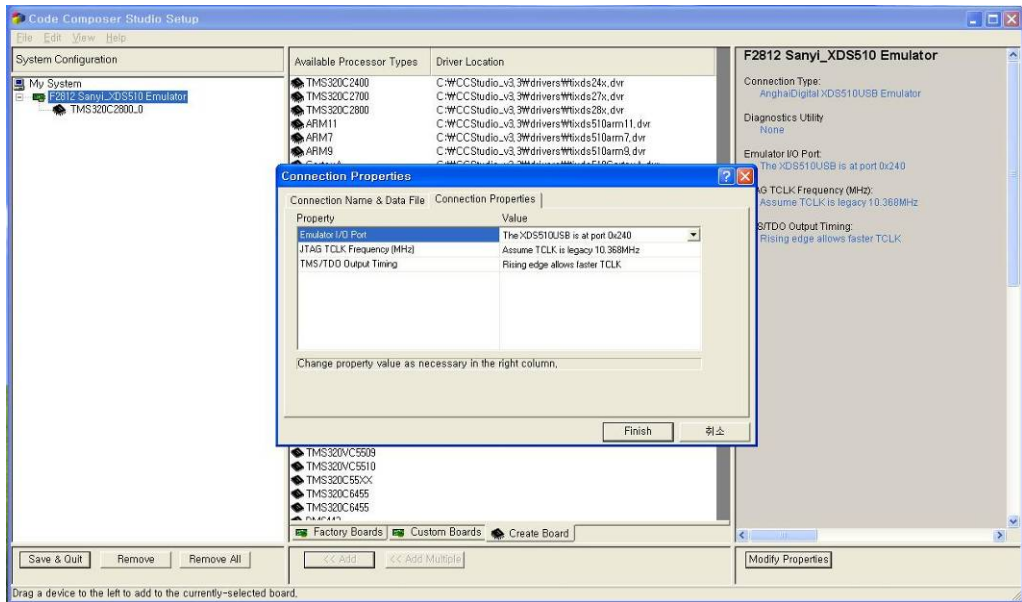 Code Composer Studio Setup
File Edit View Help
System Configuration
My System
F2812 Sanyi_XDS510 Emulator
TMS320C2800_0
Available Processor Types Driver Location
TMS320C2400 C:₩CCStudio_v3,3₩drivers₩tixds24x,dvr
TMS320C2700 C:₩CCStudio_v3,3₩drivers₩tixds27x,dvr
TMS320C2800 C:₩CCStudio_v3,3₩drivers₩tixds28x,dvr
ARM11 C:₩CCStudio_v3,3₩drivers₩tixds510arm11,dvr
ARM7 C:₩CCStudio_v3,3₩drivers₩tixds510arm7,dvr
ARM9 C:₩CCStudio_v3,3₩drivers₩tixds510arm9,dvr
Connection Properties
Connection Name & Data File Connection Properties
Property Value
Emulator I/O Port The XDS510USB is at port 0x240
JTAG TCLK Frequency (MHz) Assume TCLK is legacy 10.368MHz
TMS/TDO Output Timing Rising edge allows faster TCLK
Change property value as necessary in the right column,
Finish 취소
TMS320VC5509
TMS320VC5510
TMS320C55XX
TMS320C6455
TMS320C6455
Factory Boards Custom Boards Create Board
F2812 Sanyi_XDS510 Emulator
Connection Type:
AnghaiDigital XDS510USB Emulator
Diagnostics Utility
None
Emulator I/O Port:
The XDS510USB is at port 0x240
AG TCLK Frequency (MHz):
Assume TCLK is legacy 10.368MHz
S/TDO Output Timing:
Rising edge allows faster TCLK
Save & Quit Remove Remove All << Add << Add Multiple Modify Properties
Drag a device to the left to add to the currently-selected board,